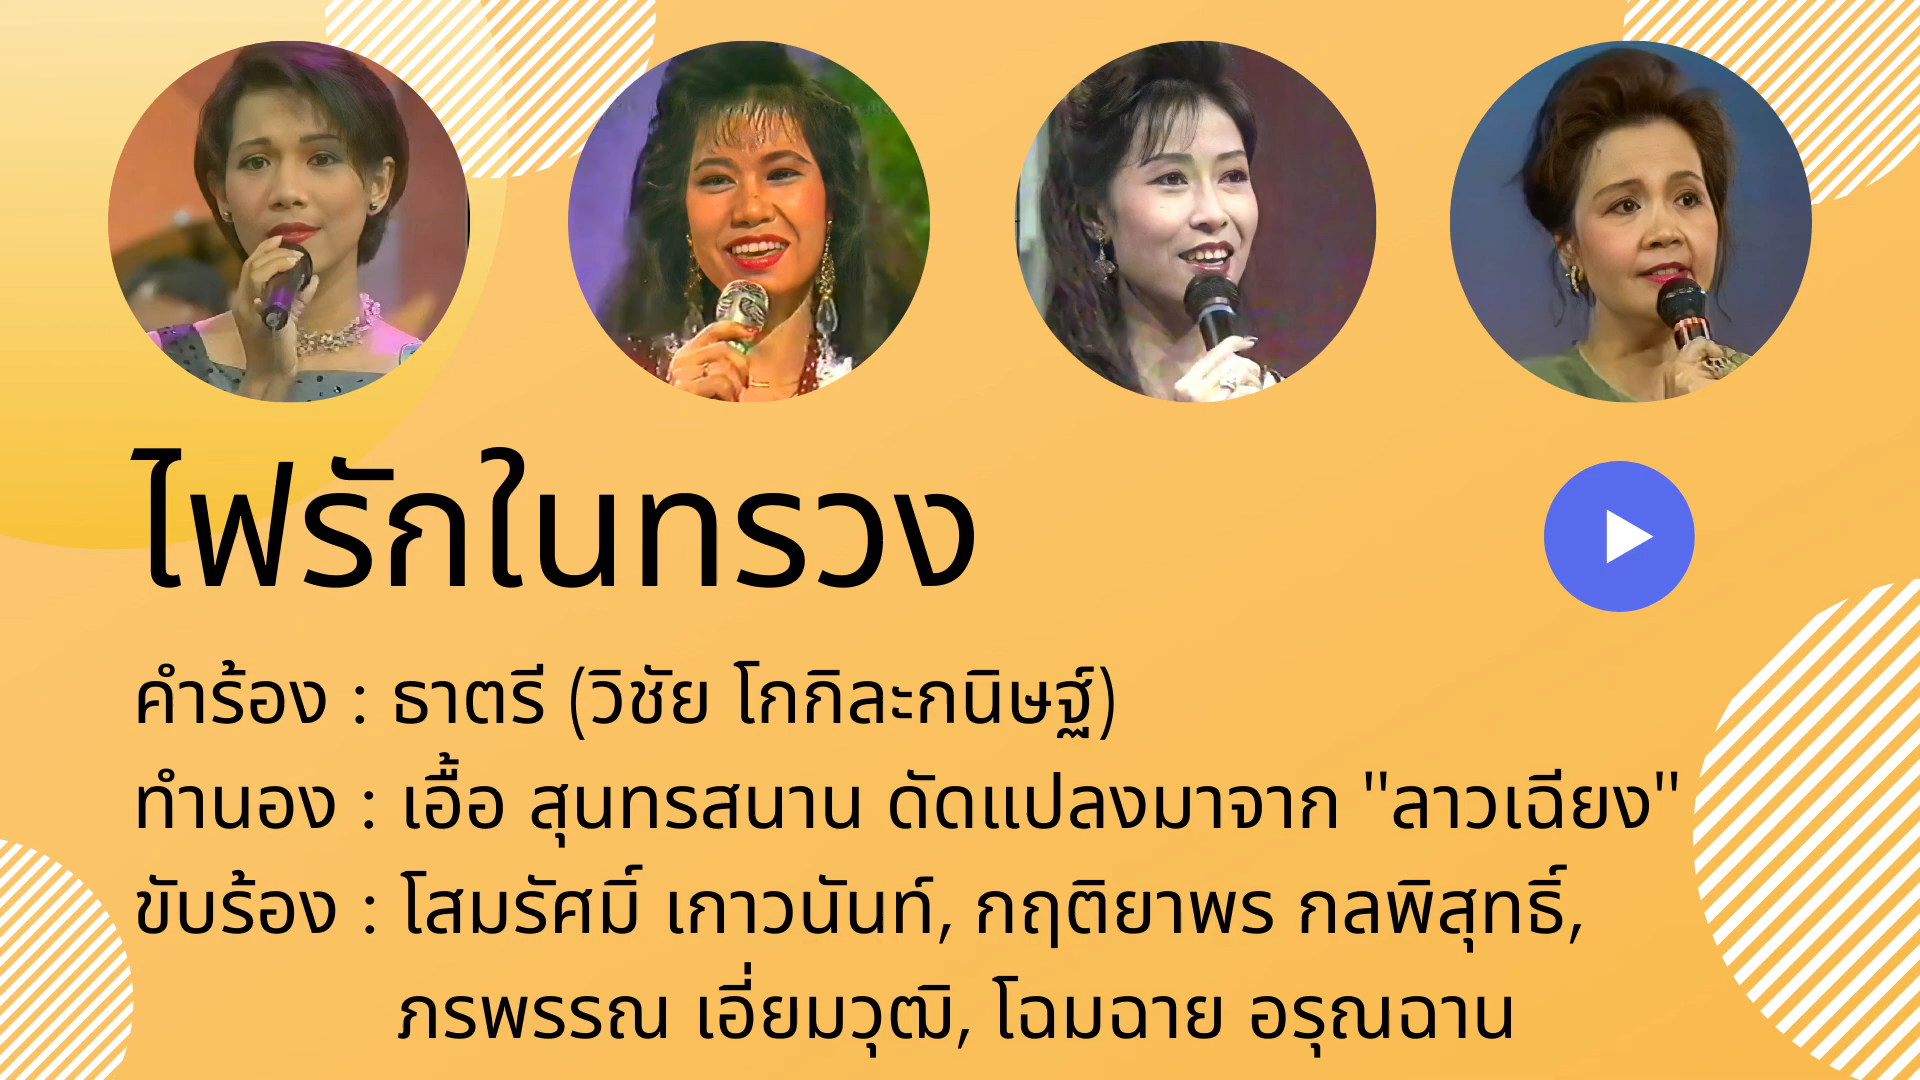 ไฟรักในทรวง
คำร้อง : ธาตรี (วิชัย โกกิละกนิษฐ์)
ทำนอง : เอื้อ สุนทรสนาน ดัดแปลงมาจาก "ลาวเฉียง"
ขับร้อง : โสมรัศมิ์ เกาวนันท์, กฤติยาพร กลพิสุทธิ์,
ภรพรรณ เอี่ยมวุฒิ, โฉมฉาย อรุณฉาน